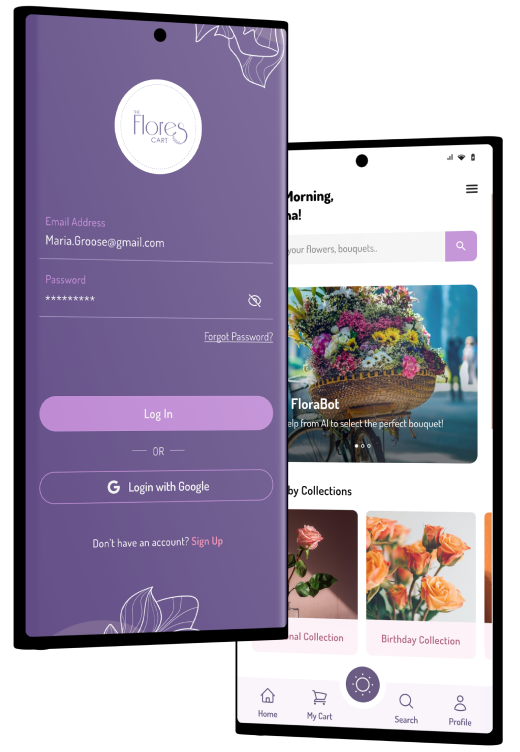 THE
Flores
CART
Email Address
Maria.Groose@gmail.com
Password
*********
Forgot Password?
Log In
OR
G Login with Google
Don't have an account? Sign Up
Morning,
na!
your flowers, bouquets..
FloraBot
elp from AI to select the perfect bouquet!
by Collections
nal Collection
Birthday Collection
Home
My Cart
Search
Profile